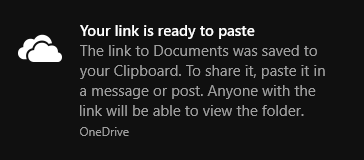 Your link is ready to paste
The link to Documents was saved to
your Clipboard. To share it, paste it in
a message or post. Anyone with the
link will be able to view the folder.
OneDrive